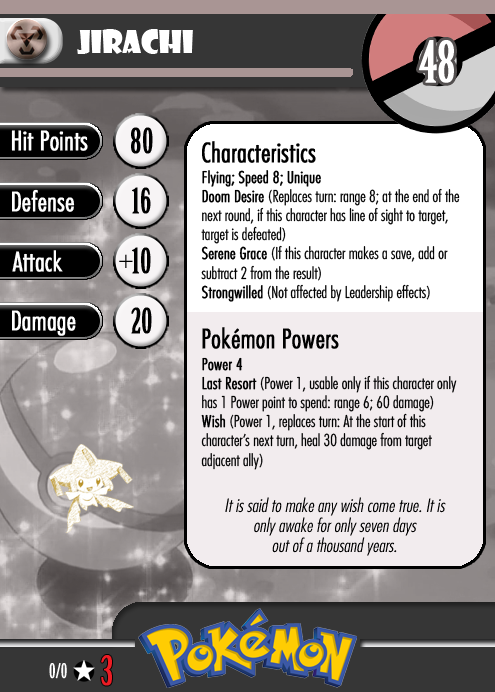 JIRACHI
48
Hit Points 80
Defense 16
Attack +10
Damage 20
Characteristics
Flying; Speed 8; Unique
Doom Desire (Replaces turn: range 8; at the end of the
next round, if this character has line of sight to target,
target is defeated)
Serene Grace (If this character makes a save, add or
subtract 2 from the result)
Strongwilled (Not affected by Leadership effects)
Pokémon Powers
Power 4
Last Resort (Power 1, usable only if this character only
has 1 Power point to spend: range 6; 60 damage)
Wish (Power 1, replaces turn: At the start of this
character's next turn, heal 30 damage from target
adjacent ally)
It is said to make any wish come true. It is
only awake for only seven days
out of a thousand years.
POKéMON
0/0 ★ 3